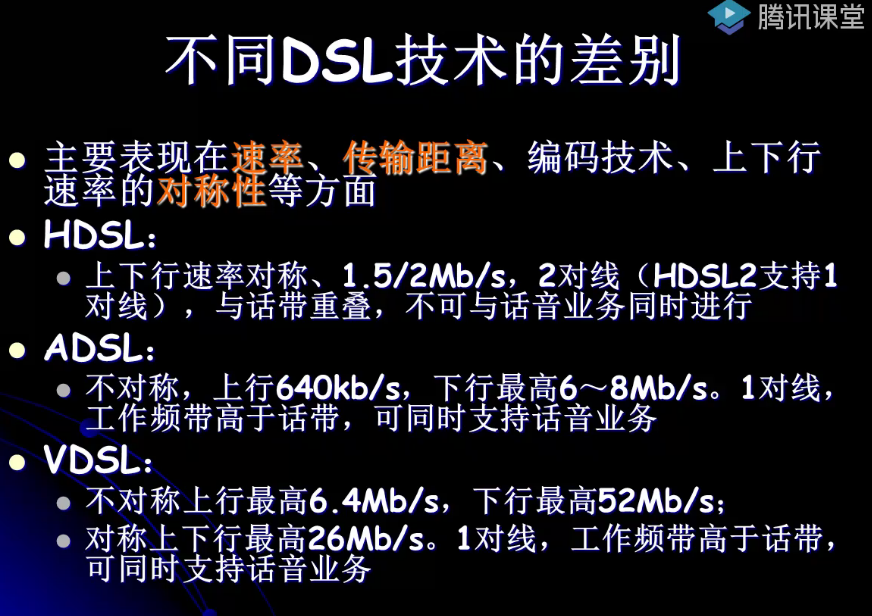 腾讯课堂
不同DSL技术的差别
主要表现在速率、传输距离、编码技术、上下行
速率的对称性等方面
HDSL：
上下行速率对称、1.5/2Mb/s，2对线（HDSL2支持1
对线），与话带重叠，不可与话音业务同时进行
ADSL：
不对称，上行640kb/s，下行最高6～8Mb/s。1对线，
工作频带高于话带，可同时支持话音业务
VDSL：
不对称上行最高6.4Mb/s，下行最高52Mb/s；
对称上下行最高26Mb/s。1对线，工作频带高于话带，
可同时支持话音业务